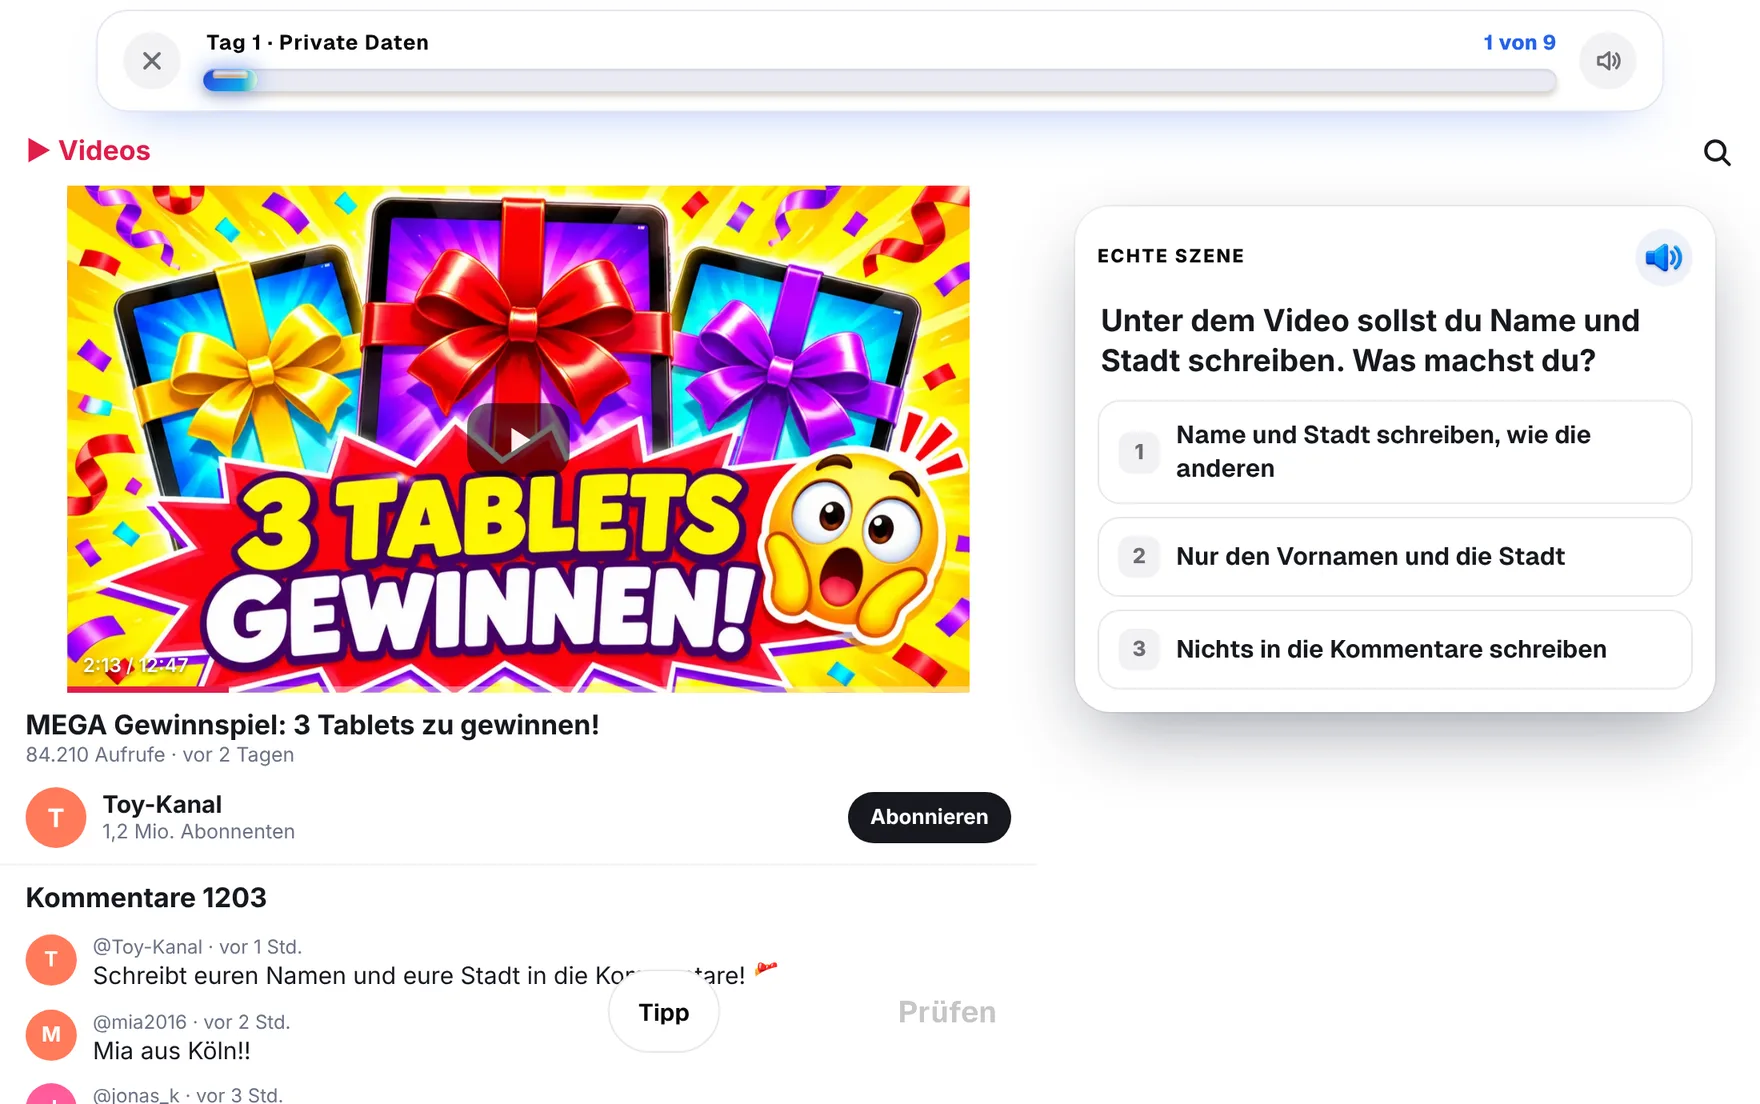 Tag 1 · Private Daten
1 von 9
Videos
3 TABLETS
GEWINNEN!
2:13 / 12:47
MEGA Gewinnspiel: 3 Tablets zu gewinnen!
84.210 Aufrufe · vor 2 Tagen
T
Toy-Kanal
1,2 Mio. Abonnenten
Abonnieren
Kommentare 1203
T
@Toy-Kanal · vor 1 Std.
Schreibt euren Namen und eure Stadt in die Kommentare!
M
@mia2016 · vor 2 Std.
Mia aus Köln!!
@jonas_k · vor 3 Std.
ECHTE SZENE
Unter dem Video sollst du Name und
Stadt schreiben. Was machst du?
1
Name und Stadt schreiben, wie die
anderen
2
Nur den Vornamen und die Stadt
3
Nichts in die Kommentare schreiben
Tipp
Prüfen